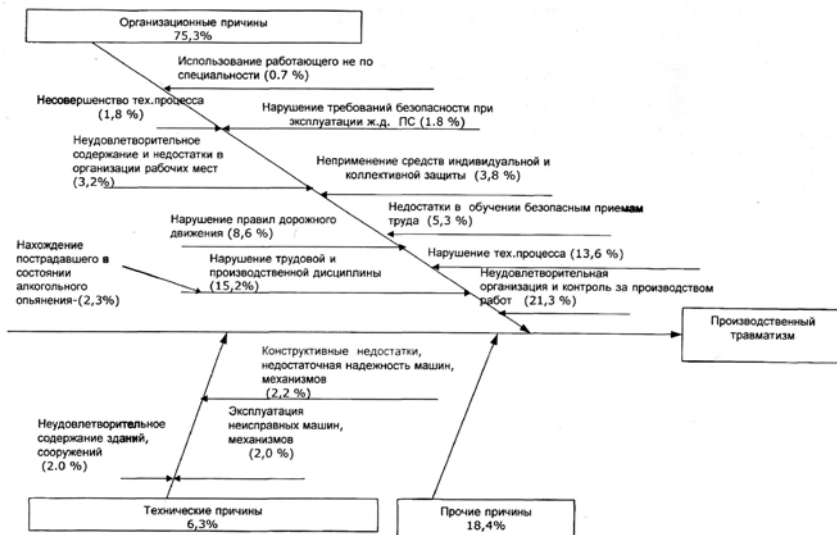 Организационные причины
75,3%
Использование работающего не по
специальности (0.7 %)
Несовершенство тех.процесса
(1,8 %)
Нарушение требований безопасности при
эксплуатации ж.д. ПС (1.8 %)
Неудовлетворительное
содержание и недостатки в
организации рабочих мест
(3,2%)
Неприменение средств индивидуальной и
коллективной защиты (3,8 %)
Недостатки в обучении безопасным приемам
труда (5,3 %)
Нарушение правил дорожного
движения (8,6 %)
Нарушение тех.процесса (13,6 %)
Нахождение
пострадавшего в
состоянии
алкогольного
опьянения-(2,3%)
Нарушение трудовой и
производственной дисциплины
(15,2%)
Неудовлетворительная
организация и контроль за производством
работ (21,3 %)
Производственный
травматизм
Конструктивные недостатки,
недостаточная надежность машин,
механизмов
(2,2 %)
Неудовлетворительное
содержание зданий,
сооружений
(2.0 %)
Эксплуатация
неисправных машин,
механизмов
(2,0 %)
Технические причины
6,3%
Прочие причины
18,4%